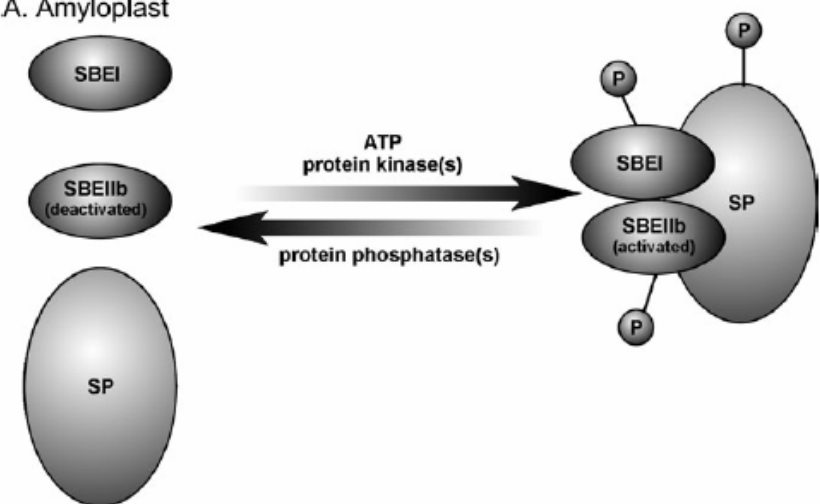 A. Amyloplast
SBEI
SBEIIb
(deactivated)
SP
ATP
protein kinase(s)
protein phosphatase(s)
P
P
SBEI
SP
SBEIIb
(activated)
P